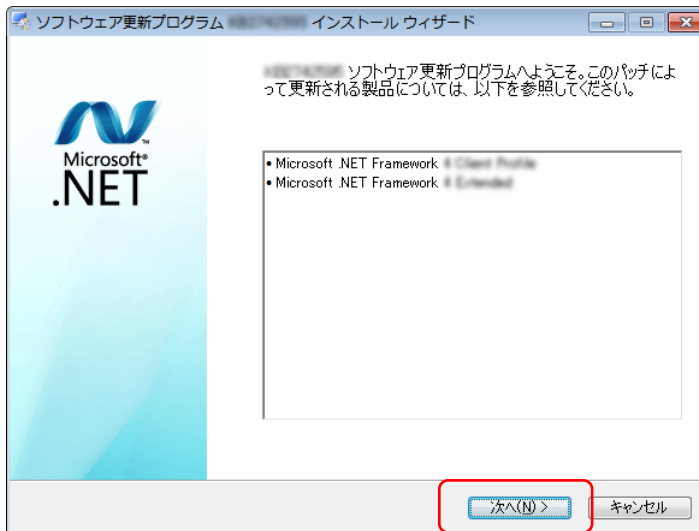 ソフトウェア更新プログラム インストール ウィザード
ソフトウェア更新プログラムへようこそ。このパッチによ
って更新される製品については、以下を参照してください。
Microsoft®
.NET™
• Microsoft .NET Framework
• Microsoft .NET Framework
次へ(N) >
キャンセル